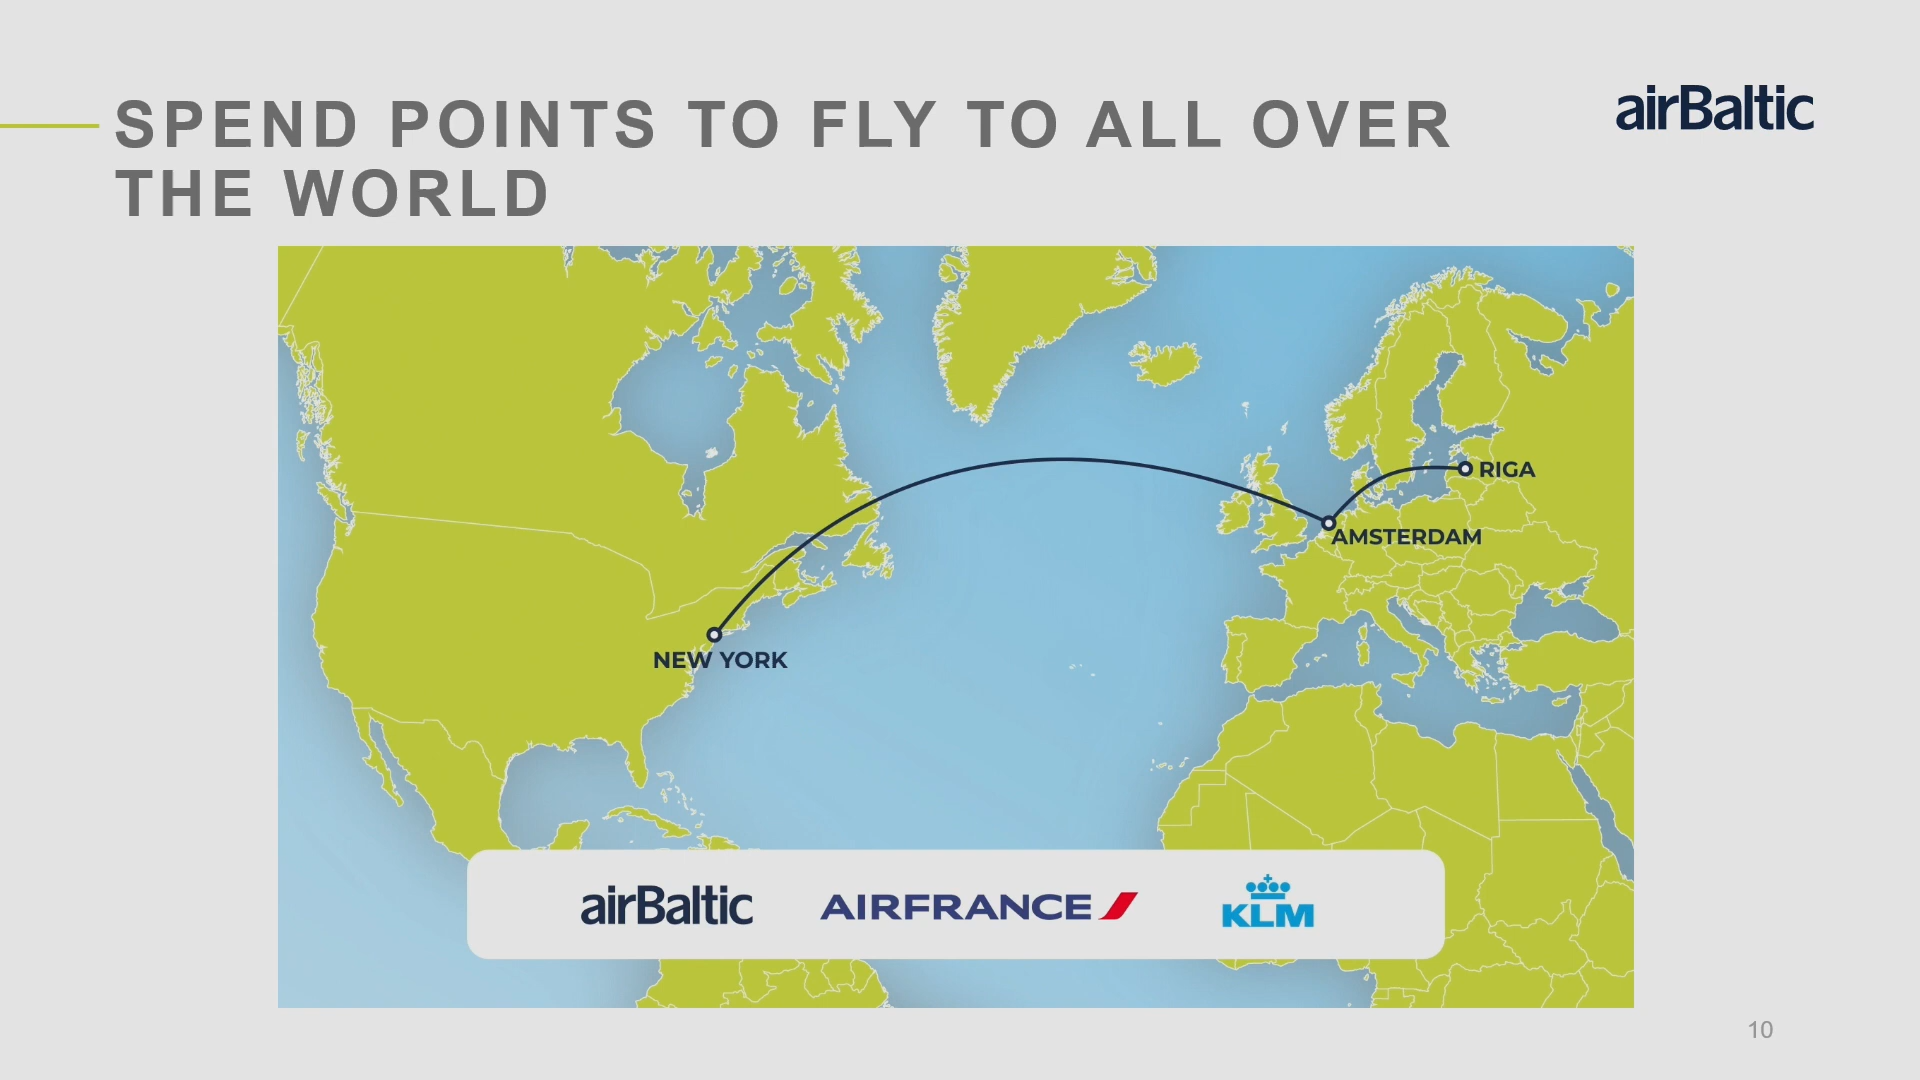 SPEND POINTS TO FLY TO ALL OVER
THE WORLD
airBaltic
RIGA
AMSTERDAM
NEW YORK
airBaltic
AIRFRANCE
KLM
10